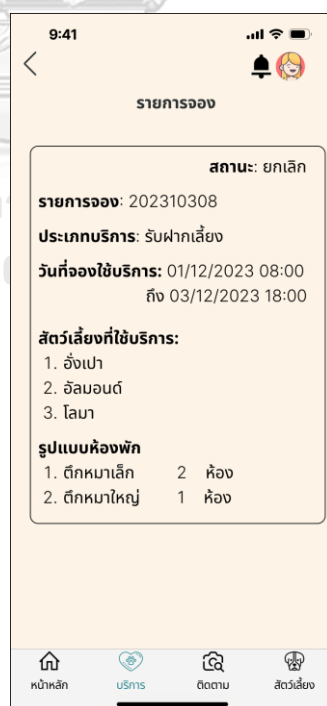 9:41
รายการจอง
สถานะ: ยกเลิก
รายการจอง: 202310308
ประเภทบริการ: รับฝากเลี้ยง
วันที่จองใช้บริการ: 01/12/2023 08:00
ถึง 03/12/2023 18:00
สัตว์เลี้ยงที่ใช้บริการ:
1. อั่งเปา
2. อัลมอนด์
3. โลมา
รูปแบบห้องพัก
1. ตึกหมาเล็ก 2 ห้อง
2. ตึกหมาใหญ่ 1 ห้อง
หน้าหลัก บริการ ติดตาม สัตว์เลี้ยง